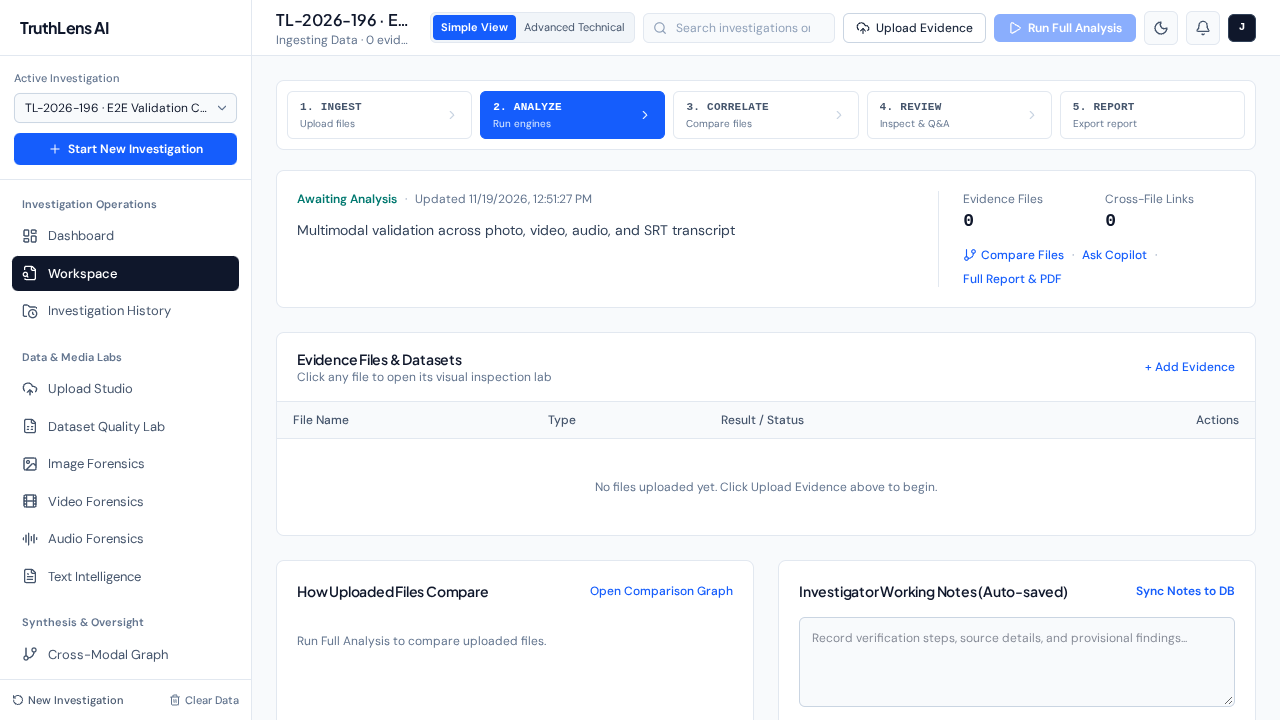 TruthLens AI
Active Investigation
TL-2026-196 · E2E Validation C...
Start New Investigation
Investigation Operations
Dashboard
Workspace
Investigation History
Data & Media Labs
Upload Studio
Dataset Quality Lab
Image Forensics
Video Forensics
Audio Forensics
Text Intelligence
Synthesis & Oversight
Cross-Modal Graph
New Investigation
Clear Data
TL-2026-196 · E...
Ingesting Data · 0 evid...
Simple View
Advanced Technical
Search investigations or
Upload Evidence
Run Full Analysis
J
1. INGEST
Upload files
2. ANALYZE
Run engines
3. CORRELATE
Compare files
4. REVIEW
Inspect & Q&A
5. REPORT
Export report
Awaiting Analysis · Updated 11/19/2026, 12:51:27 PM
Multimodal validation across photo, video, audio, and SRT transcript
Evidence Files
0
Cross-File Links
0
Compare Files · Ask Copilot ·
Full Report & PDF
Evidence Files & Datasets
Click any file to open its visual inspection lab
+ Add Evidence
File Name Type Result / Status Actions
No files uploaded yet. Click Upload Evidence above to begin.
How Uploaded Files Compare
Open Comparison Graph
Run Full Analysis to compare uploaded files.
Investigator Working Notes (Auto-saved)
Sync Notes to DB
Record verification steps, source details, and provisional findings...